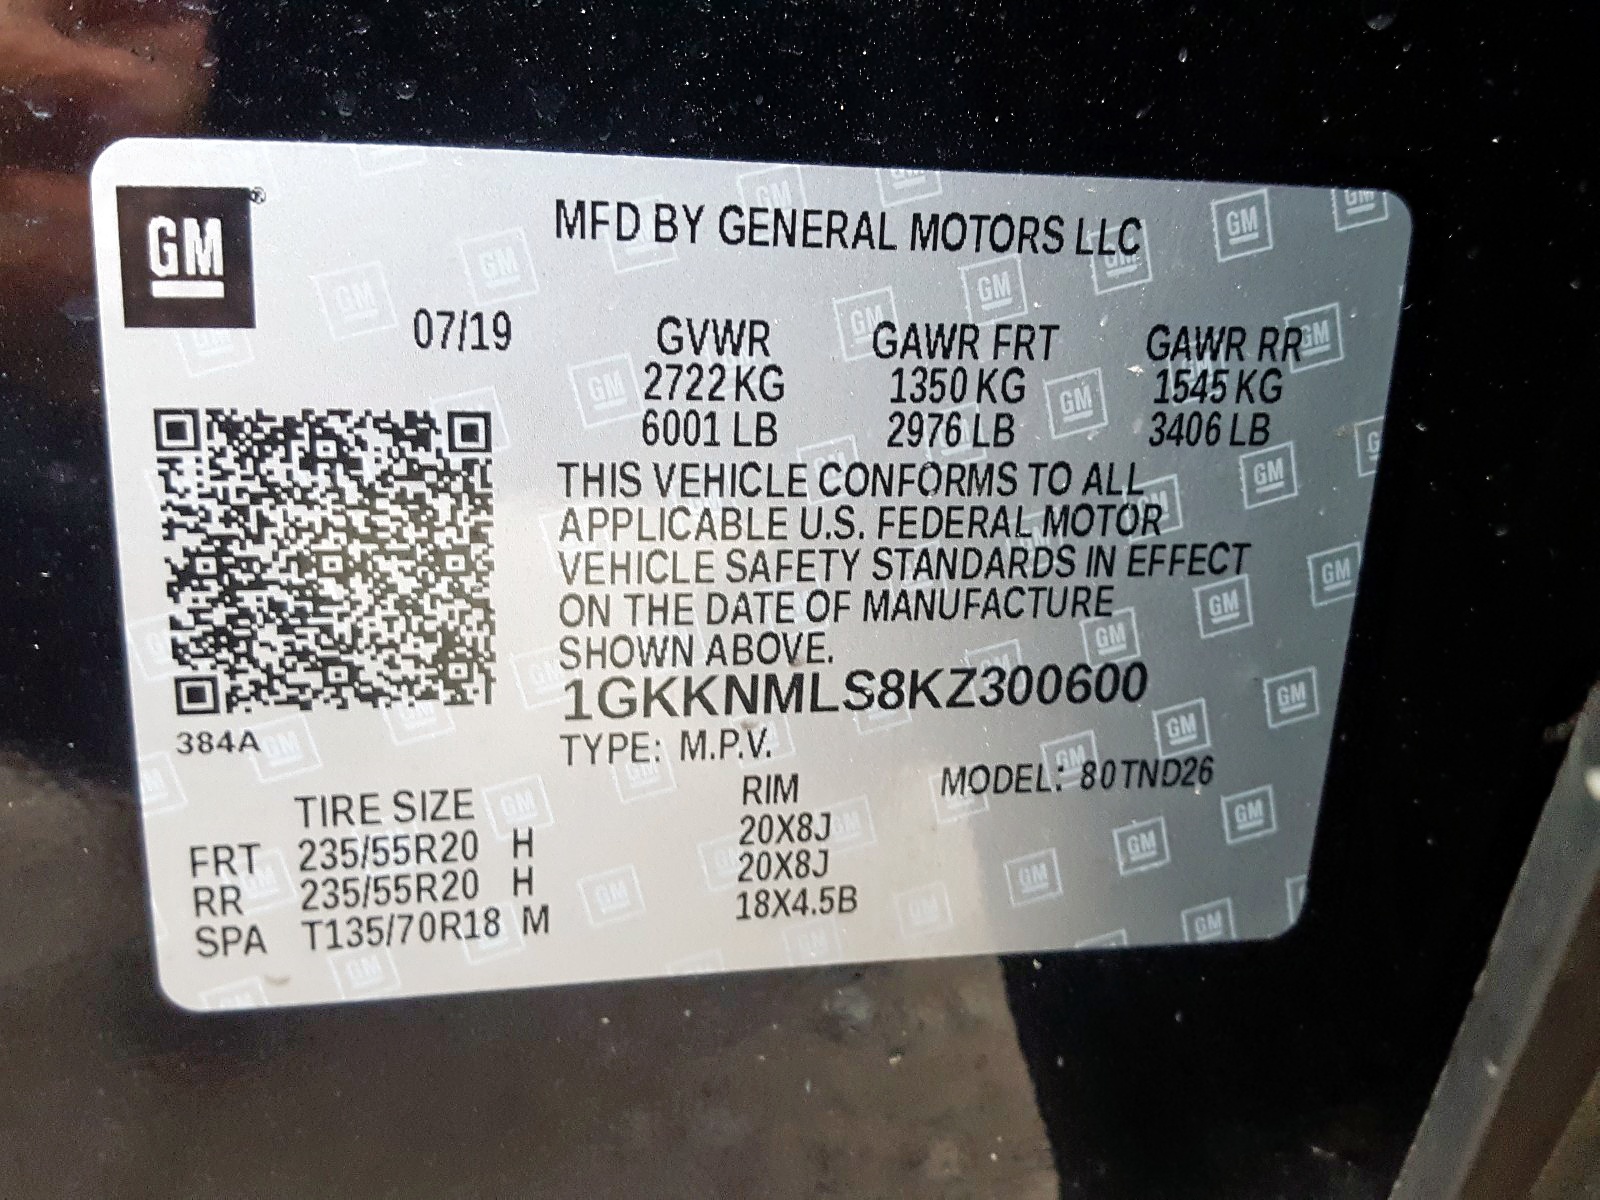 GM®
MFD BY GENERAL MOTORS LLC
07/19 GVWR GAWR FRT GAWR RR
2722 KG 1350 KG 1545 KG
6001 LB 2976 LB 3406 LB
THIS VEHICLE CONFORMS TO ALL
APPLICABLE U.S. FEDERAL MOTOR
VEHICLE SAFETY STANDARDS IN EFFECT
ON THE DATE OF MANUFACTURE
SHOWN ABOVE.
1GKKNMLS8KZ300600
384A
TYPE: M.P.V. MODEL: 80TND26
TIRE SIZE RIM
FRT 235/55R20 H 20X8J
RR 235/55R20 H 20X8J
SPA T135/70R18 M 18X4.5B